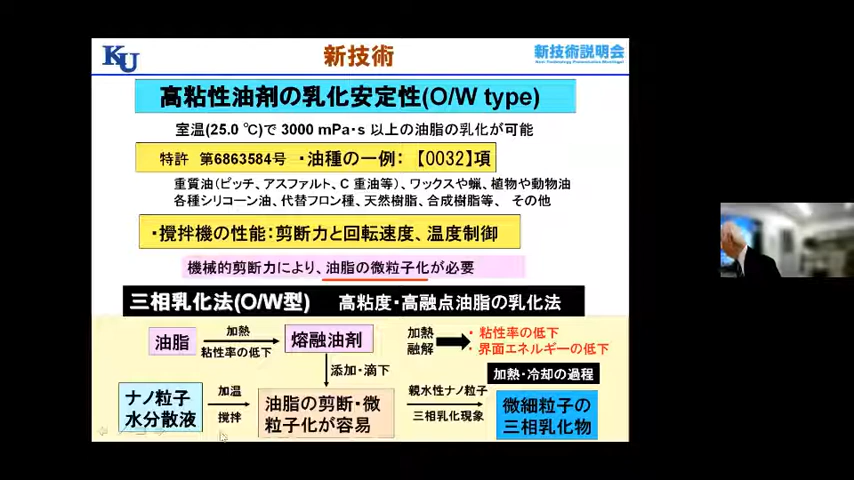 KU
新技術
新技術説明会
New Technology Presentation Meetings!
高粘性油剤の乳化安定性(O/W type)
室温(25.0 ℃)で 3000 mPa・s 以上の油脂の乳化が可能
特許 第6863584号 ・油種の一例: 【0032】項
重質油(ピッチ、アスファルト、C 重油等)、ワックスや蝋、植物や動物油
各種シリコーン油、代替フロン種、天然樹脂、合成樹脂等、 その他
・攪拌機の性能：剪断力と回転速度、温度制御
機械的剪断力により、油脂の微粒子化が必要
三相乳化法(O/W型) 高粘度・高融点油脂の乳化法
油脂
加熱
粘性率の低下
熔融油剤
加熱
融解
・粘性率の低下
・界面エネルギーの低下
添加・滴下
加熱・冷却の過程
ナノ粒子
水分散液
加温
攪拌
油脂の剪断・微
粒子化が容易
親水性ナノ粒子
三相乳化現象
微細粒子の
三相乳化物